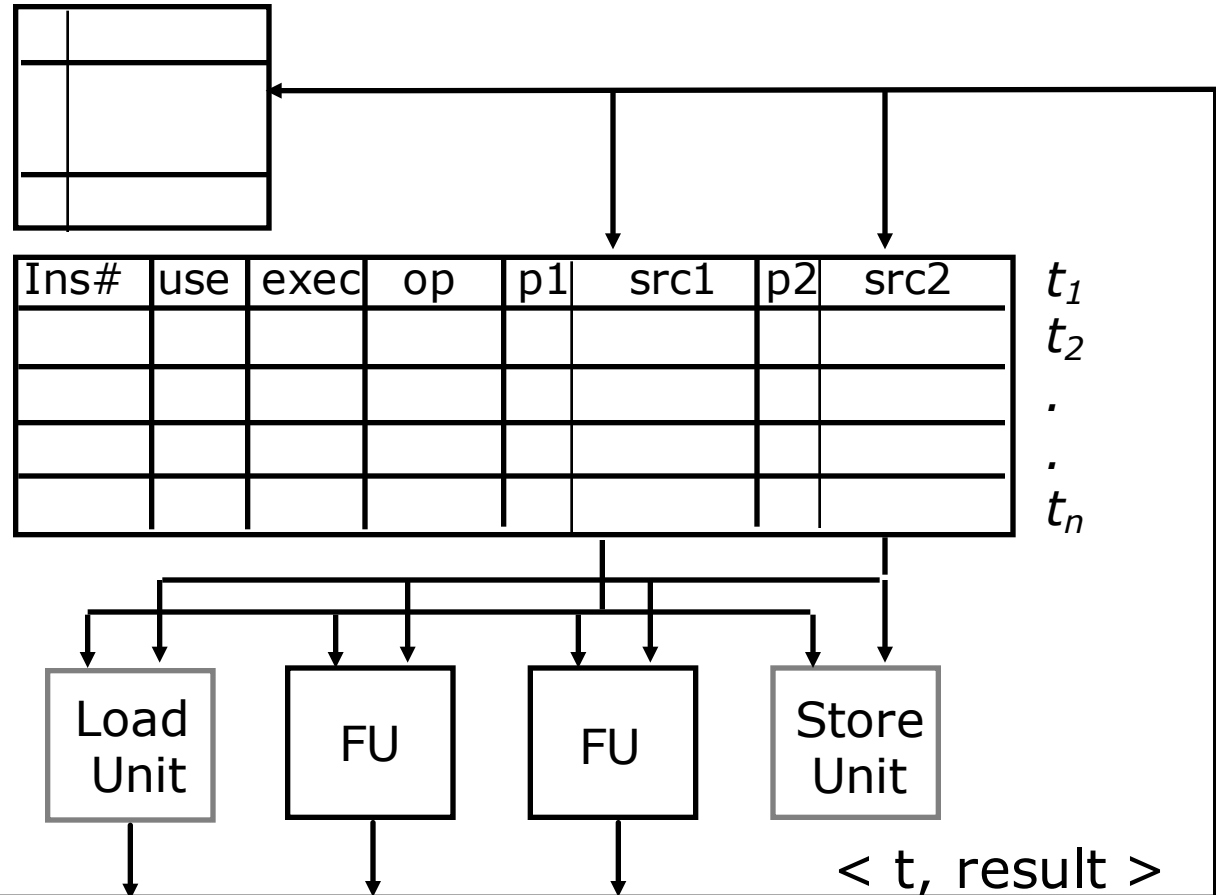 Ins# use exec op p1 src1 p2 src2 t₁
t₂
.
.
tₙ
Load Unit
FU
FU
Store Unit
< t, result >